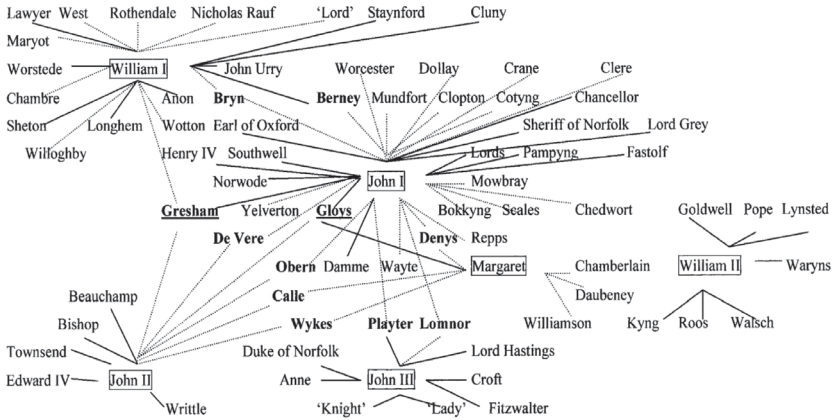 Lawyer West Rothendale Nicholas Rauf 'Lord' Staynford Cluny
Maryot
Worstede William I John Urry Worcester Dollay Crane Clere
Chambre Anon Bryn Berney Mundfort Clopton Cotyng Chancellor
Sheton Longhem Wotton Earl of Oxford Sheriff of Norfolk Lord Grey
Willoghby Henry IV Southwell Lords Pampyng Fastolf
Norwode John I Mowbray
Gresham Yelverton Gloys Bokkyng Scales Chedwort Goldwell Pope Lynsted
De Vere Denys Repps
Obern Damme Wayte Margaret Chamberlain William II Waryns
Beauchamp Calle Daubeney
Bishop Wykes Playter Lomnor Williamson Kyng Roos Walsch
Townsend Duke of Norfolk Lord Hastings
Edward IV John II Anne John III Croft
Writtle 'Knight' 'Lady' Fitzwalter